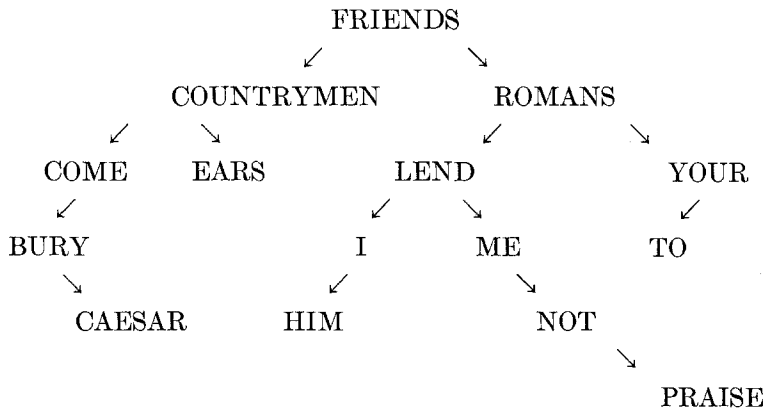 FRIENDS
COUNTRYMEN ROMANS
COME EARS LEND YOUR
BURY I ME TO
CAESAR HIM NOT
PRAISE